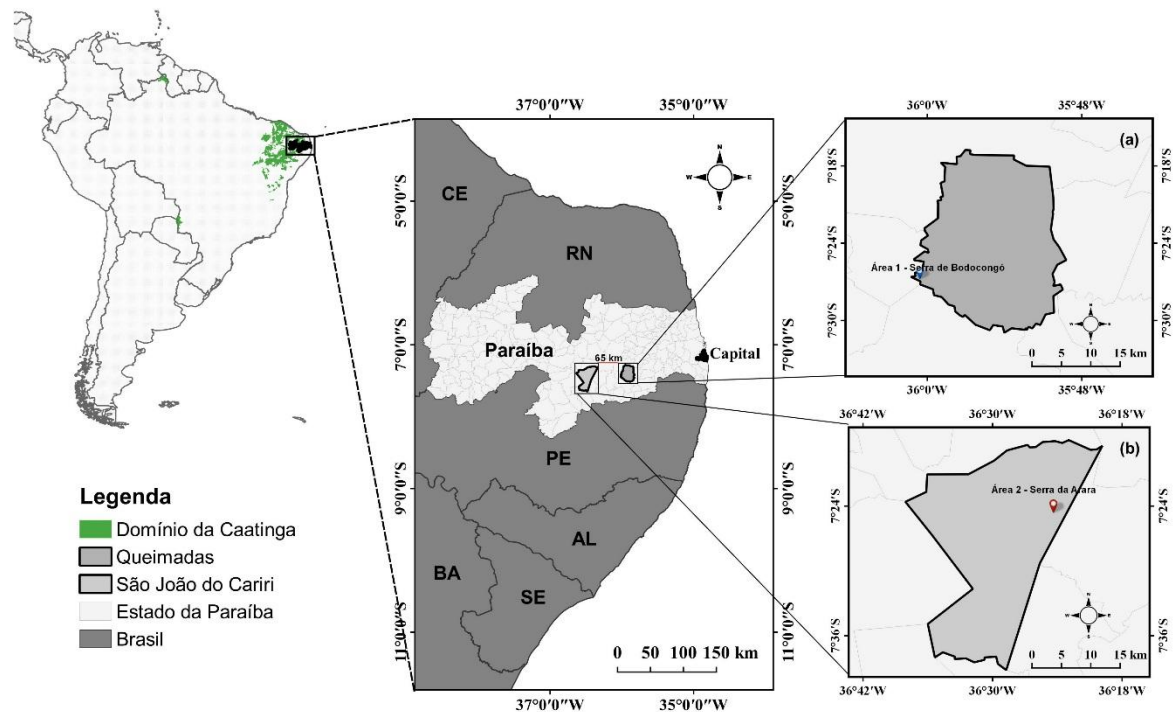 Legenda
Domínio da Caatinga
Queimadas
São João do Cariri
Estado da Paraíba
Brasil
37°0'0"W 35°0'0"W
5°0'0"S
7°0'0"S
9°0'0"S
11°0'0"S
N
W E
S
CE
RN
Paraíba
65 km
Capital
PE
AL
BA
SE
0 50 100 150 km
5°0'0"S
7°0'0"S
9°0'0"S
11°0'0"S
37°0'0"W 35°0'0"W
36°0'W 35°48'W
(a)
7°18'S
7°24'S
7°30'S
Área 1 - Serra de Bodocongó
N
W E
S
0 5 10 15 km
7°18'S
7°24'S
7°30'S
36°0'W 35°48'W
36°42'W 36°30'W 36°18'W
(b)
Área 2 - Serra da Arara
7°24'S
7°36'S
N
W E
S
0 5 10 15 km
7°24'S
7°36'S
36°42'W 36°30'W 36°18'W